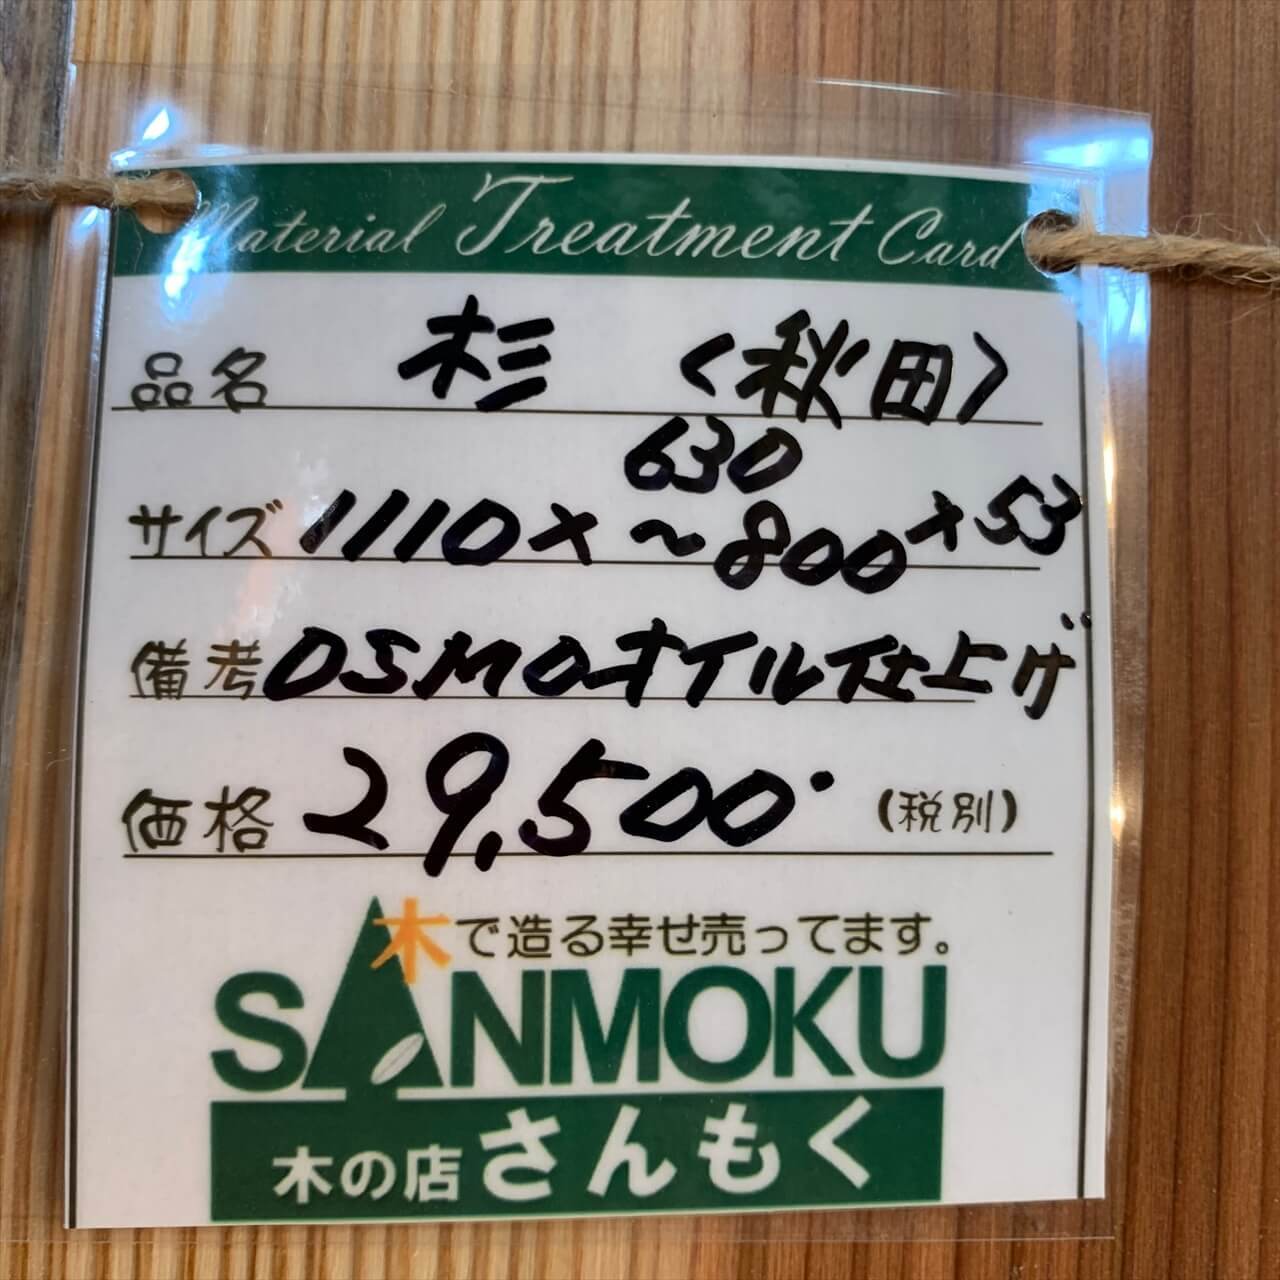 Material Treatment Card
品名 杉 〈秋田〉
サイズ 1110×630~800×53
備考 OSMOオイル仕上げ
価格 29,500. (税別)
木で造る幸せ売ってます。
SANMOKU
木の店 さんもく